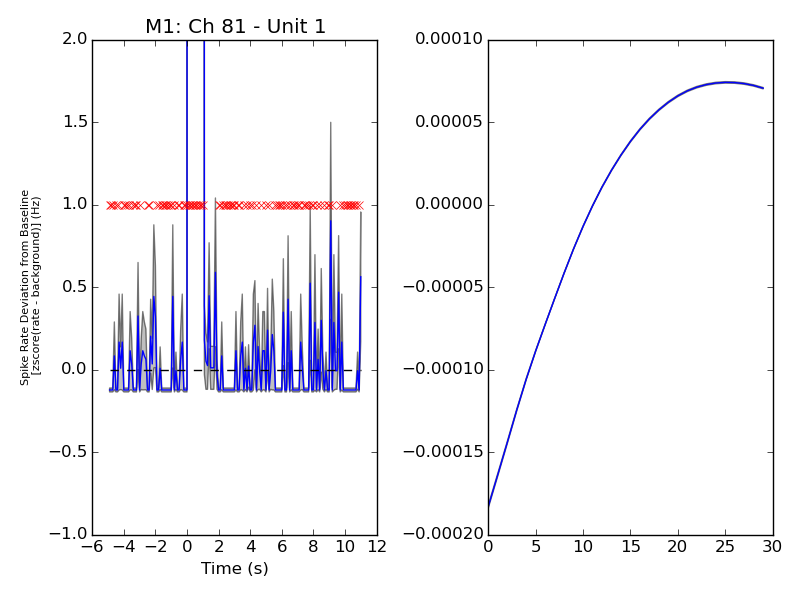 M1: Ch 81 - Unit 1
2.0
1.5
1.0
0.5
0.0
−0.5
−1.0
Spike Rate Deviation from Baseline
[zscore(rate - background)] (Hz)
−6 −4 −2 0 2 4 6 8 10 12
Time (s)
0.00010
0.00005
0.00000
−0.00005
−0.00010
−0.00015
−0.00020
0 5 10 15 20 25 30